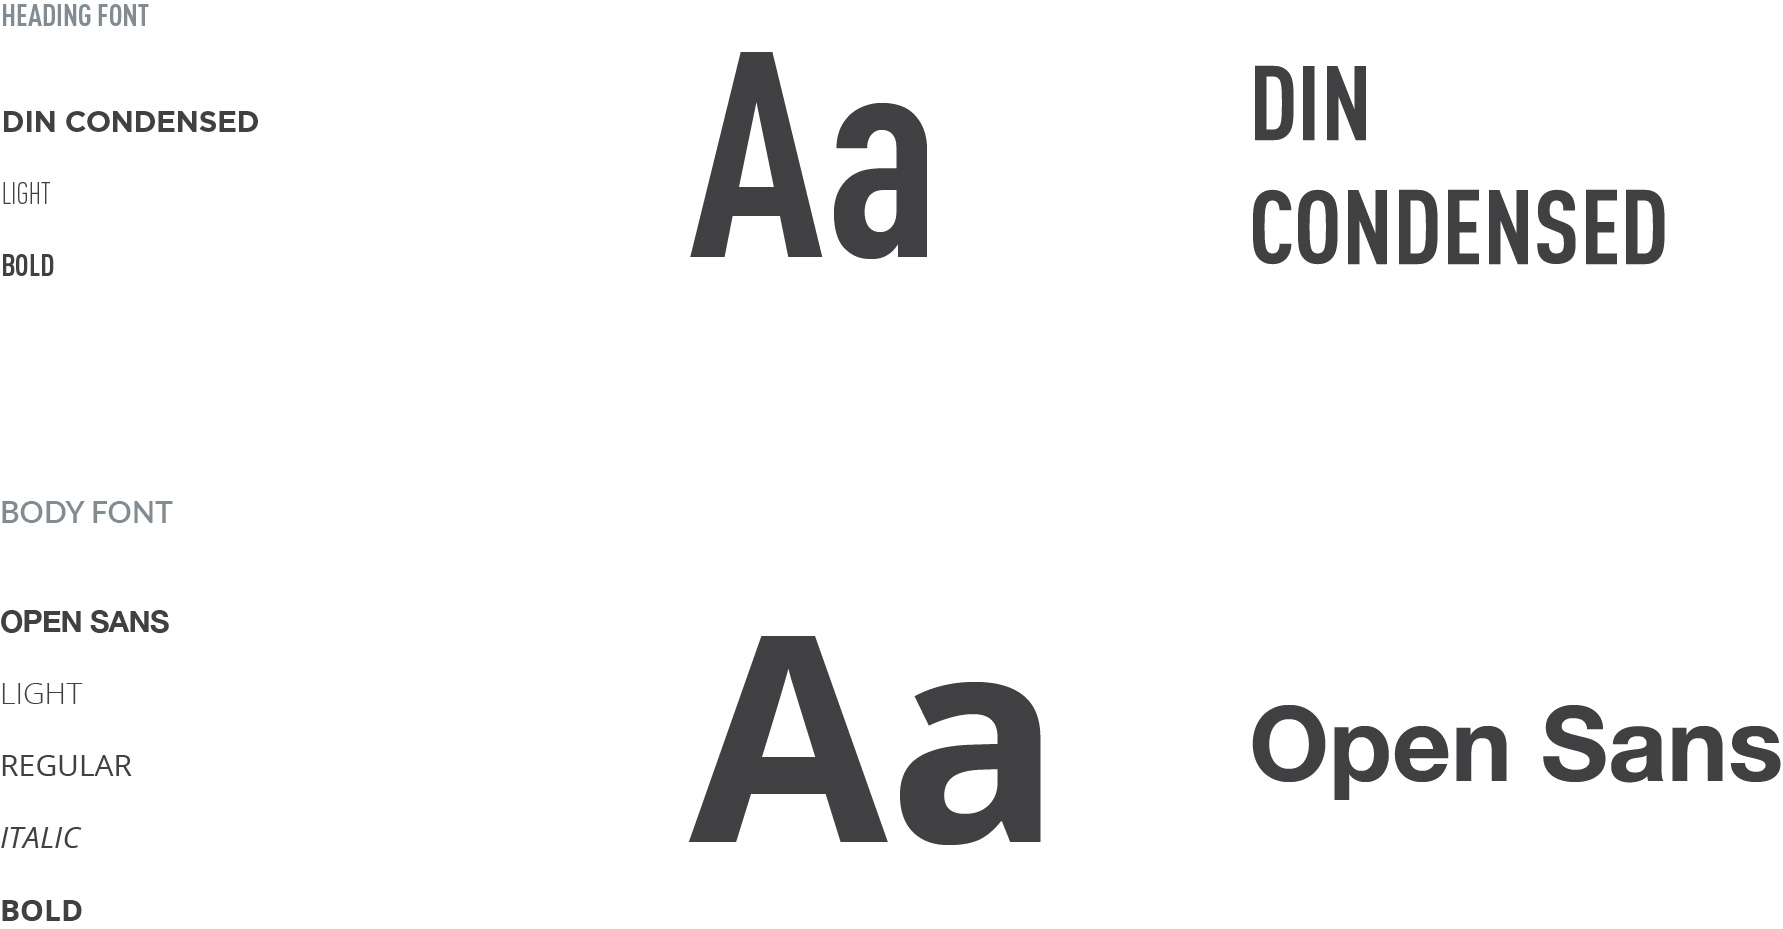 HEADING FONT
DIN CONDENSED
LIGHT
BOLD
Aa
DIN
CONDENSED
BODY FONT
OPEN SANS
LIGHT
REGULAR
ITALIC
BOLD
Aa
Open Sans